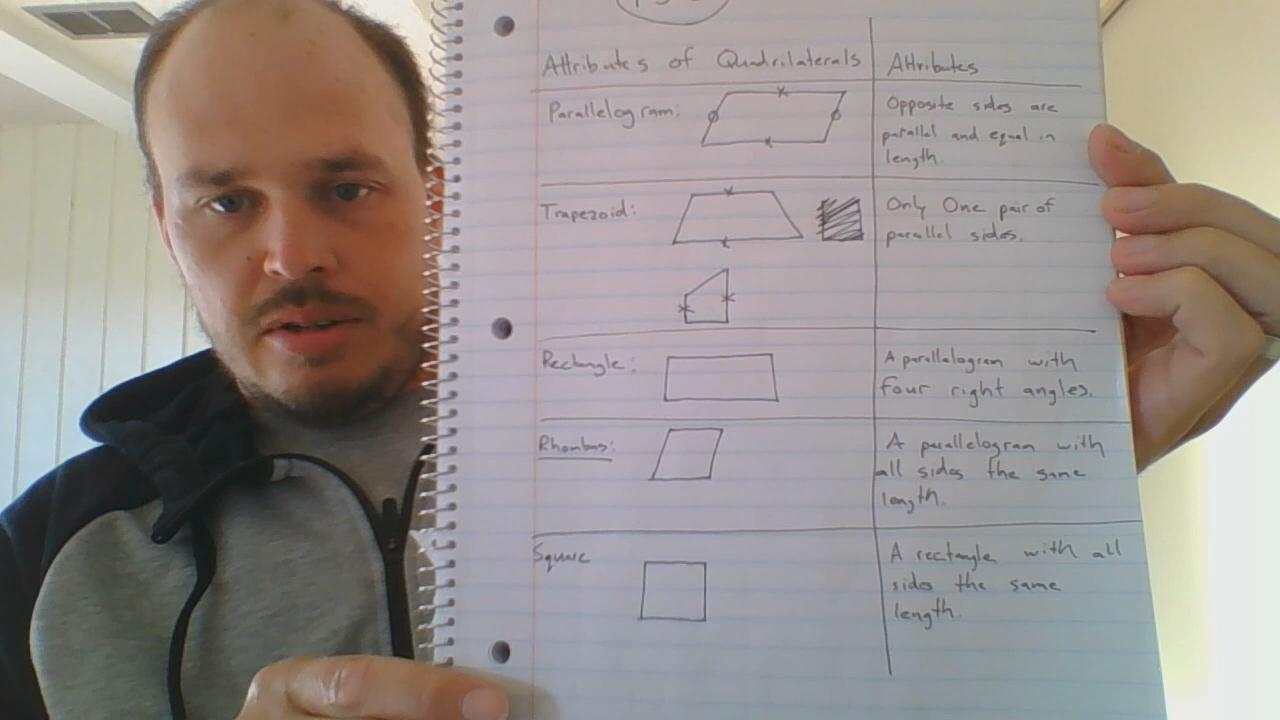 Attributes of Quadrilaterals
Attributes
Parallelogram:
Opposite sides are
parallel and equal in
length.
Trapezoid:
Only One pair of
parallel sides.
Rectangle:
A parallalogram with
four right angles.
Rhombus:
A parallelogram with
all sides the same
length.
Square
A rectangle with all
sides the same
length.